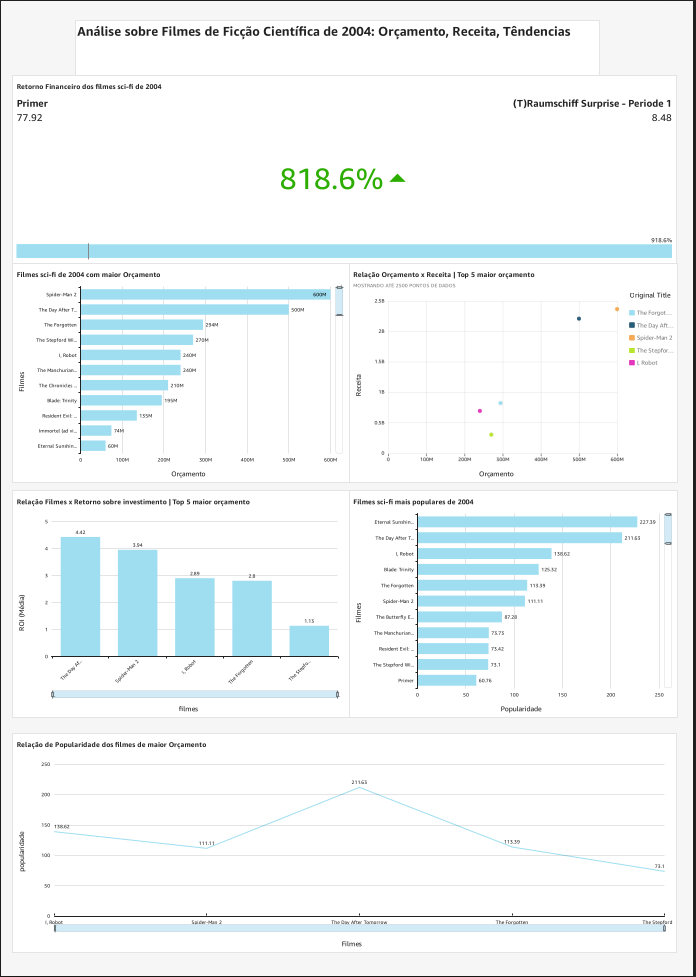 Análise sobre Filmes de Ficção Científica de 2004: Orçamento, Receita, Têndencias
Retorno Financeiro dos filmes sci-fi de 2004
Primer
77.92
(T)Raumschiff Surprise - Periode 1
8.48
818.6%
918.6%
Filmes sci-fi de 2004 com maior Orçamento
Filmes
Spider-Man 2
600M
The Day After T...
500M
The Forgotten
294M
The Stepford Wi...
270M
I, Robot
240M
The Manchurian...
240M
The Chronicles ...
210M
Blade: Trinity
195M
Resident Evil: ...
135M
Immortel (ad vi...
74M
Eternal Sunshin...
60M
0 100M 200M 300M 400M 500M 600M
Orçamento
Relação Orçamento x Receita | Top 5 maior orçamento
MOSTRANDO ATÉ 2500 PONTOS DE DADOS
Receita
2.5B
2B
1.5B
1B
0.5B
0
0 100M 200M 300M 400M 500M 600M
Orçamento
Original Title
The Forgot...
The Day Aft...
Spider-Man 2
The Stepfor...
I, Robot
Relação Filmes x Retorno sobre investimento | Top 5 maior orçamento
ROI (Média)
5
4
3
2
1
0
4.42
3.94
2.89
2.8
1.13
The Day Af...
Spider-Man 2
I, Robot
The Forgotten
The Stepfo...
filmes
Filmes sci-fi mais populares de 2004
Filmes
Eternal Sunshin...
227.39
The Day After T...
211.63
I, Robot
138.62
Blade: Trinity
125.32
The Forgotten
113.39
Spider-Man 2
111.11
The Butterfly E...
87.28
The Manchurian...
73.73
Resident Evil: ...
73.42
The Stepford Wi...
73.1
Primer
60.76
0 50 100 150 200 250
Popularidade
Relação de Popularidade dos filmes de maior Orçamento
popularidade
250
200
150
100
50
0
138.62
111.11
211.63
113.39
73.1
I, Robot
Spider-Man 2
The Day After Tomorrow
The Forgotten
The Stepford
Filmes